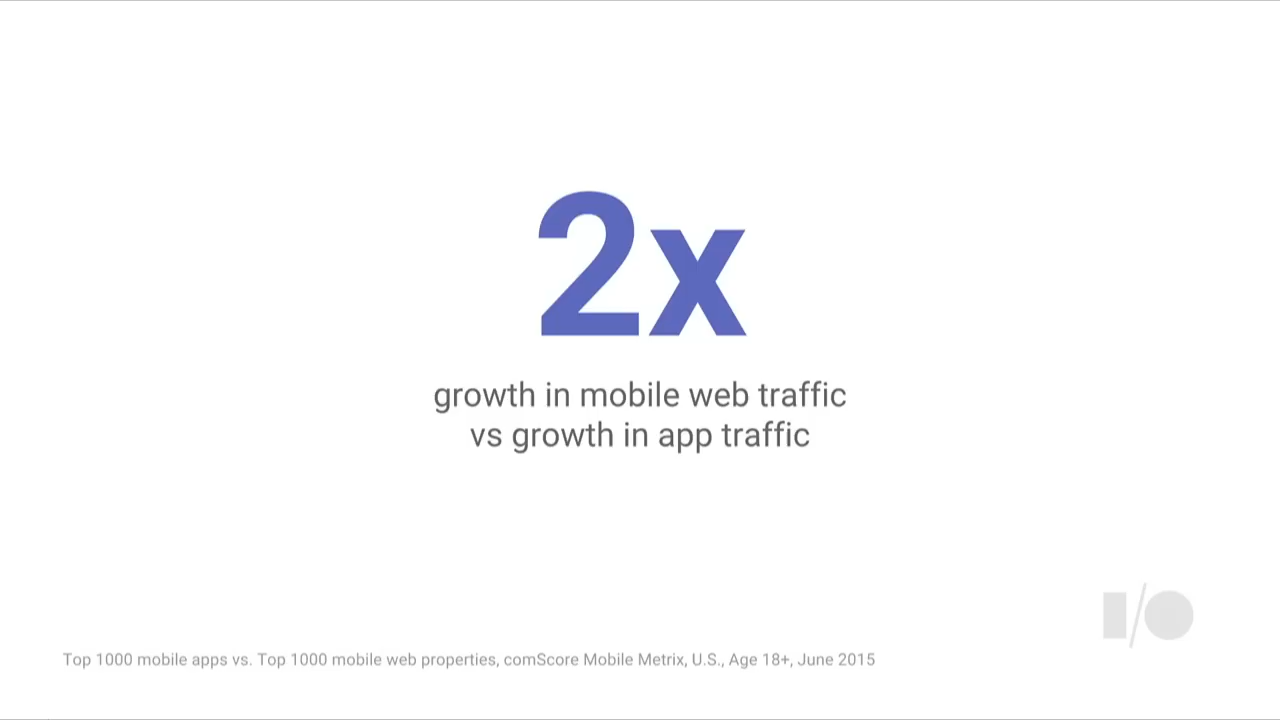 2x
growth in mobile web traffic
vs growth in app traffic
I/O
Top 1000 mobile apps vs. Top 1000 mobile web properties, comScore Mobile Metrix, U.S., Age 18+, June 2015